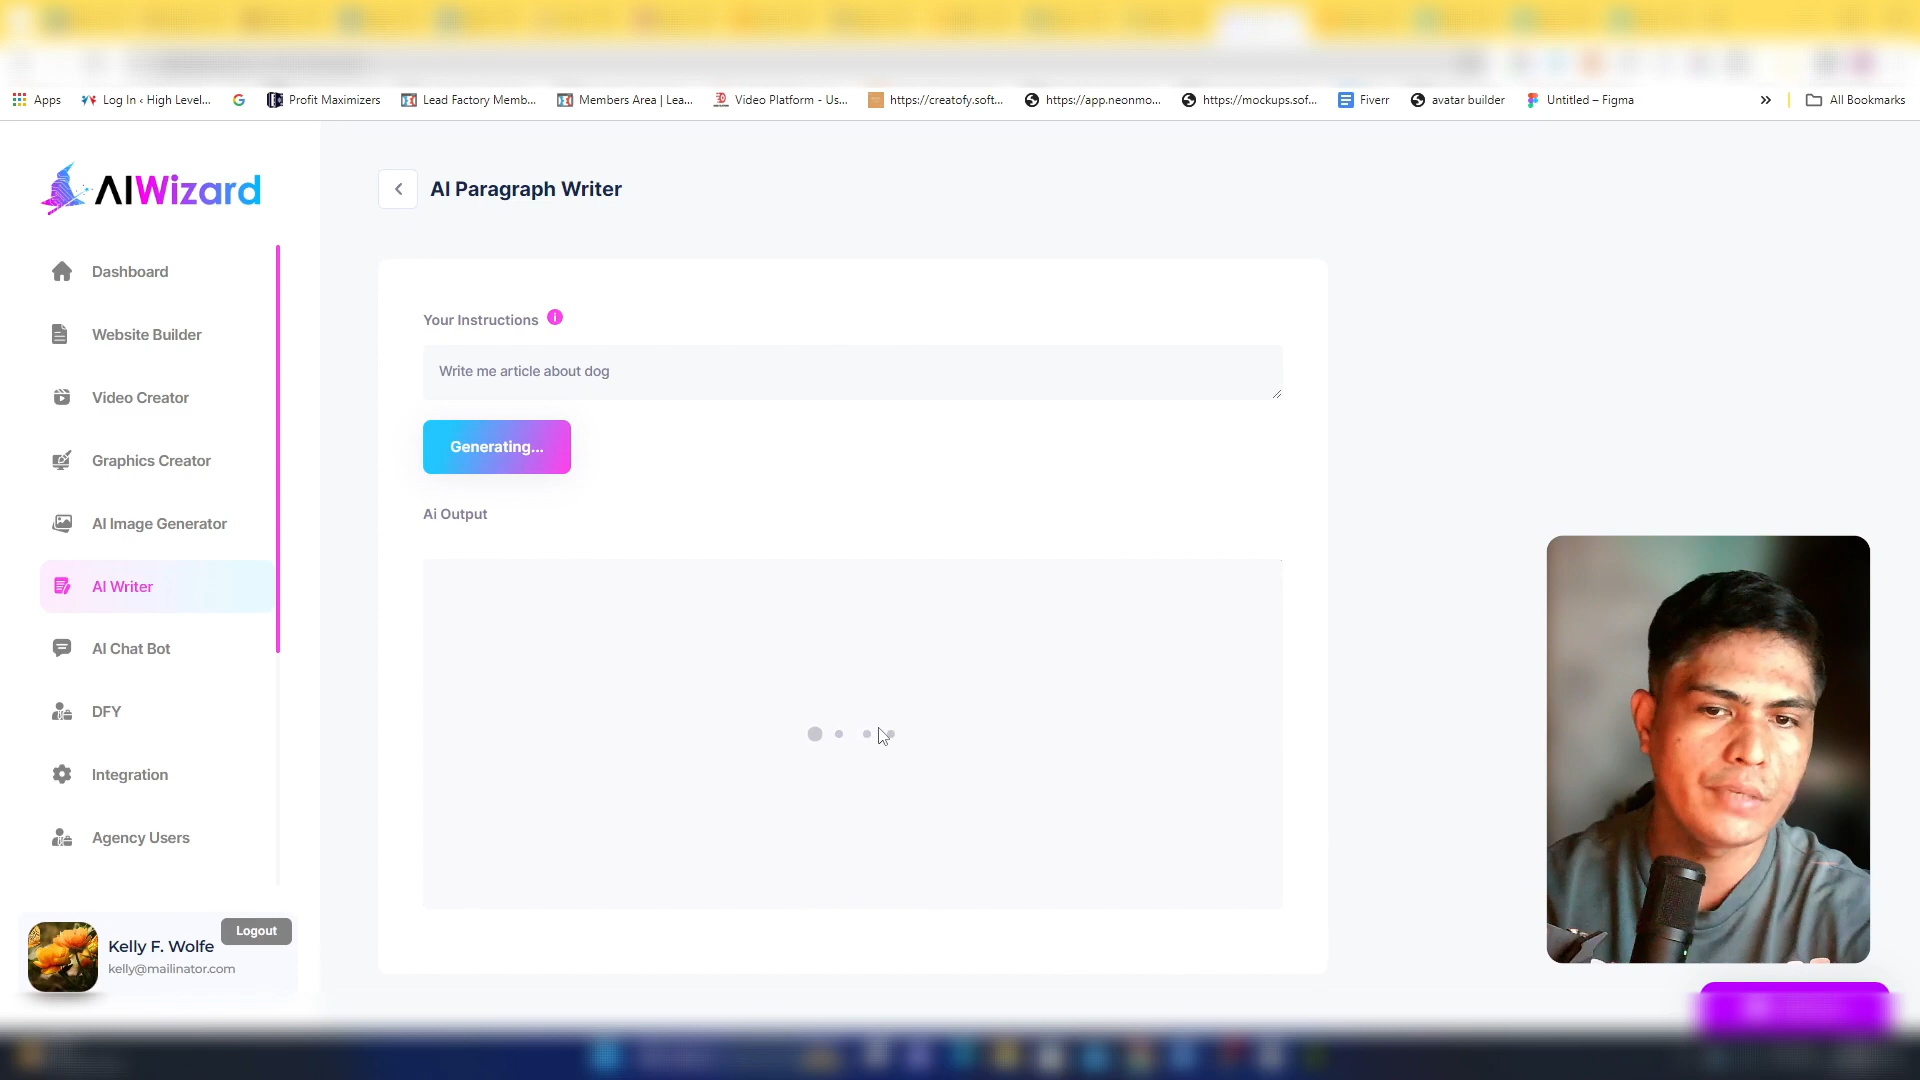 Apps
Log In ‹ High Level...
Profit Maximizers
Lead Factory Memb...
Members Area | Lea...
Video Platform - Us...
https://creatofy.soft...
https://app.neonmo...
https://mockups.sof...
Fiverr
avatar builder
Untitled – Figma
All Bookmarks
AIWizard
AI Paragraph Writer
Dashboard
Website Builder
Video Creator
Graphics Creator
AI Image Generator
AI Writer
AI Chat Bot
DFY
Integration
Agency Users
Logout
Kelly F. Wolfe
kelly@mailinator.com
Your Instructions
Write me article about dog
Generating...
Ai Output